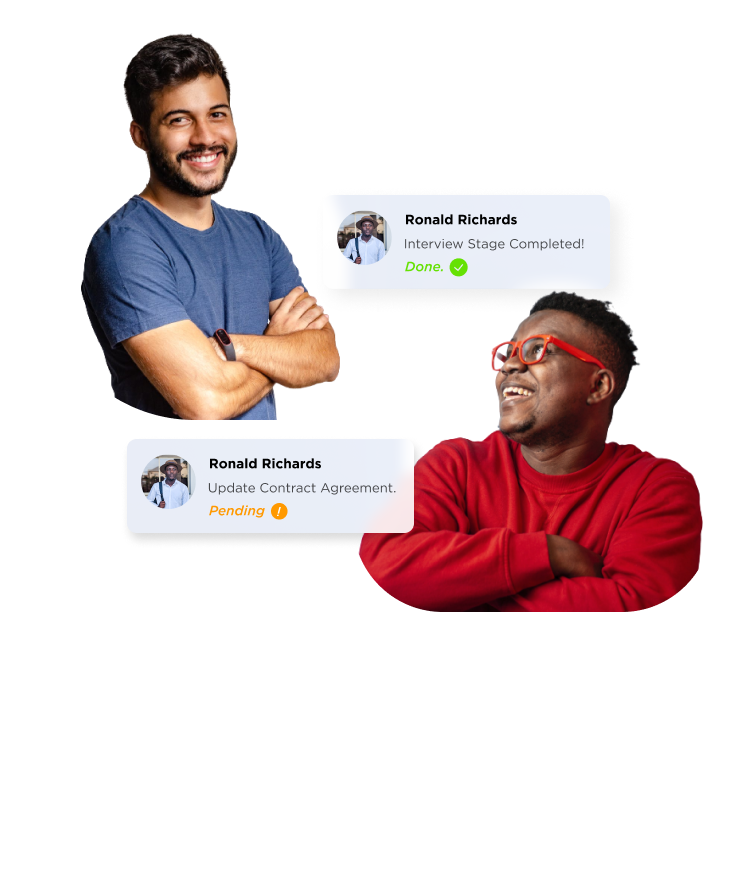 Ronald Richards
Interview Stage Completed!
Done.
Ronald Richards
Update Contract Agreement.
Pending